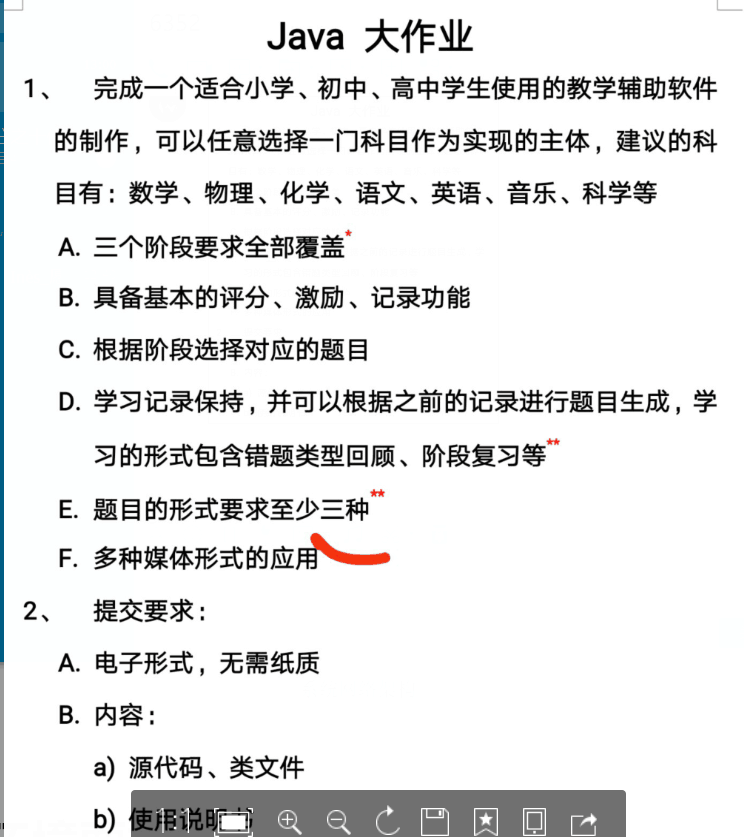 Java 大作业
1、 完成一个适合小学、初中、高中学生使用的教学辅助软件
的制作，可以任意选择一门科目作为实现的主体，建议的科
目有：数学、物理、化学、语文、英语、音乐、科学等
A. 三个阶段要求全部覆盖*
B. 具备基本的评分、激励、记录功能
C. 根据阶段选择对应的题目
D. 学习记录保持，并可以根据之前的记录进行题目生成，学
习的形式包含错题类型回顾、阶段复习等**
E. 题目的形式要求至少三种**
F. 多种媒体形式的应用
2、 提交要求：
A. 电子形式，无需纸质
B. 内容：
a) 源代码、类文件
b) 使用说明书